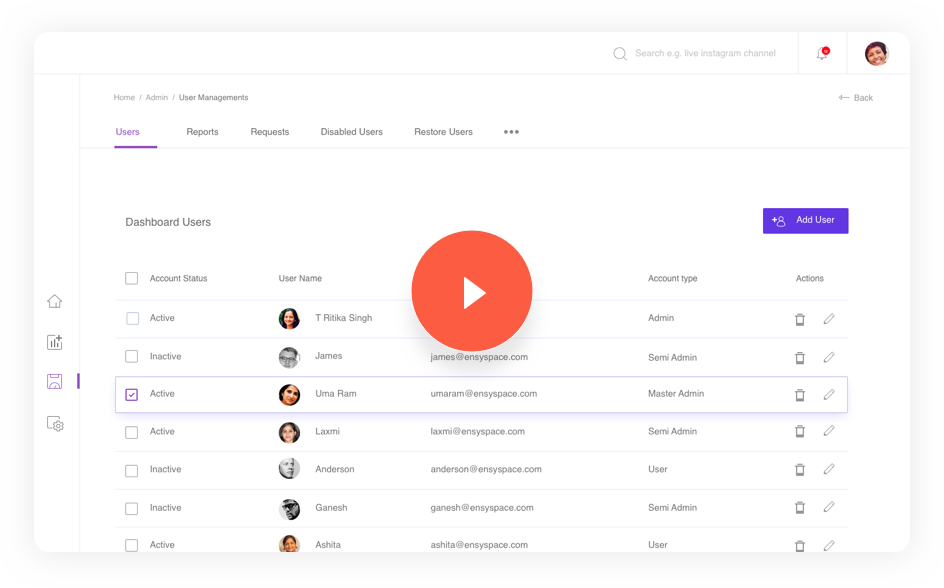 Search e.g. live instagram channel
Home / Admin / User Managements
Back
Users Reports Requests Disabled Users Restore Users
Dashboard Users
Add User
Account Status User Name Account type Actions
Active T Ritika Singh Admin
Inactive James james@ensyspace.com Semi Admin
Active Uma Ram umaram@ensyspace.com Master Admin
Active Laxmi laxmi@ensyspace.com Semi Admin
Inactive Anderson anderson@ensyspace.com User
Inactive Ganesh ganesh@ensyspace.com Semi Admin
Active Ashita ashita@ensyspace.com User